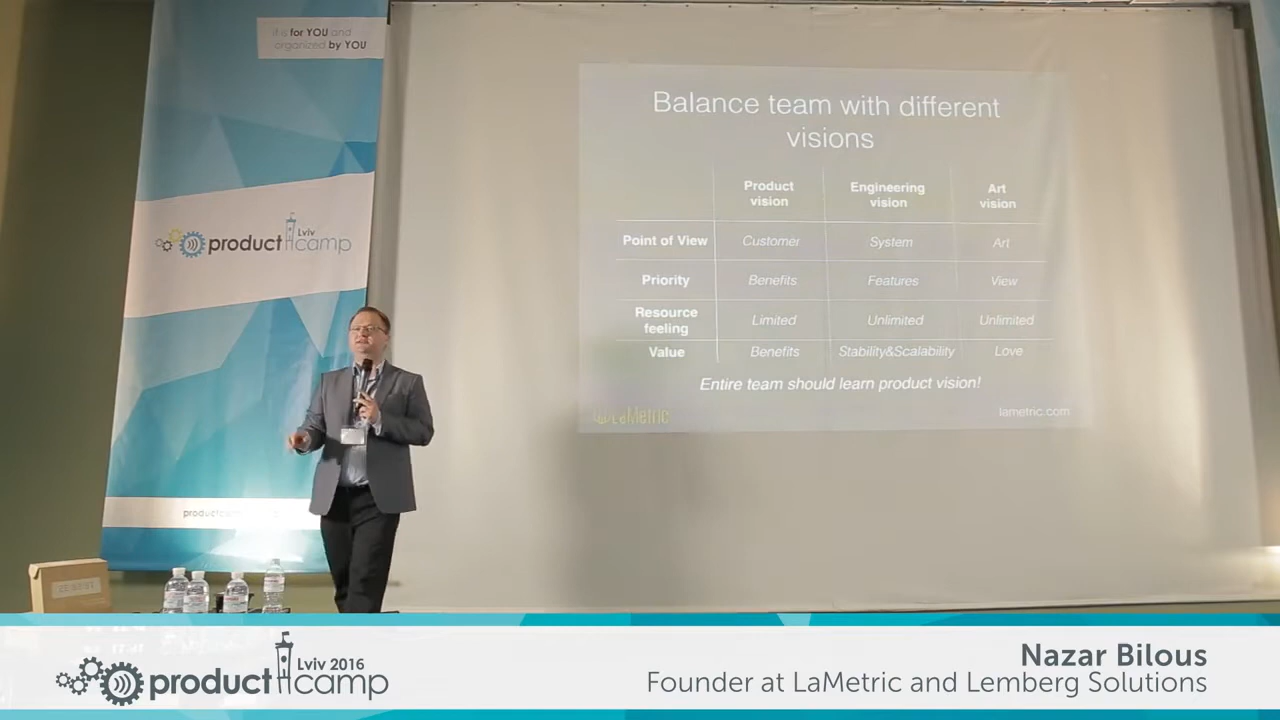 it's for YOU and
organized by YOU
Lviv
productcamp
Balance team with different
visions
Product vision Engineering vision Art vision
Point of View Customer System Art
Priority Benefits Features View
Resource feeling Limited Unlimited Unlimited
Value Benefits Stability&Scalability Love
Entire team should learn product vision!
LaMetric
lametric.com
Lviv 2016
productcamp
Nazar Bilous
Founder at LaMetric and Lemberg Solutions